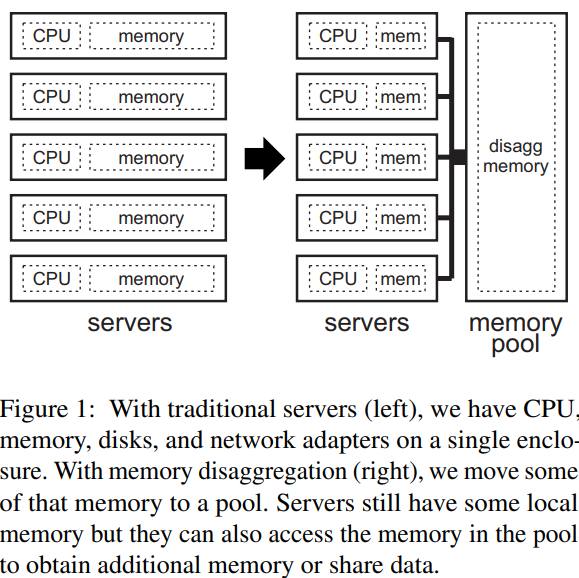 CPU memory CPU mem
CPU memory CPU mem
CPU memory CPU mem disagg
memory
CPU memory CPU mem
CPU memory CPU mem
servers servers memory
pool
Figure 1: With traditional servers (left), we have CPU,
memory, disks, and network adapters on a single enclo-
sure. With memory disaggregation (right), we move some
of that memory to a pool. Servers still have some local
memory but they can also access the memory in the pool
to obtain additional memory or share data.